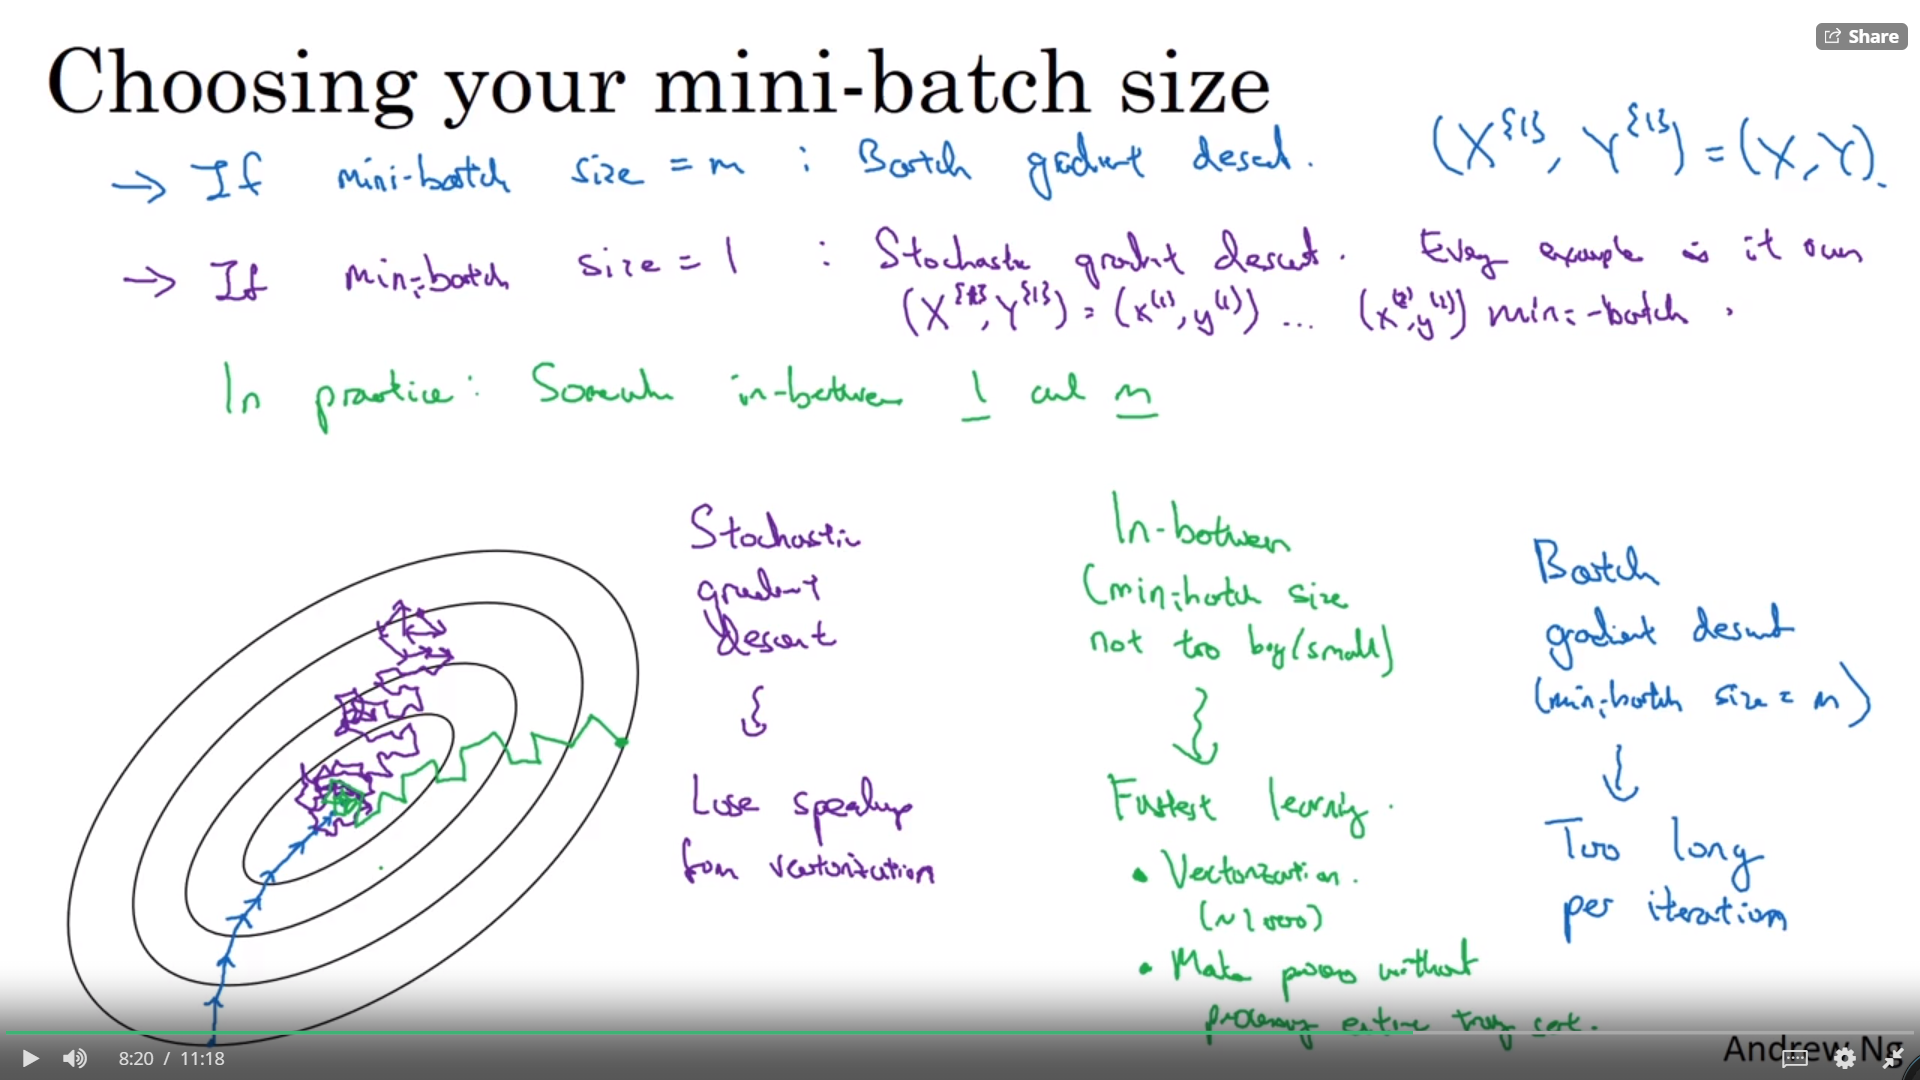 Share
Choosing your mini-batch size
→ If mini-batch size = m : Batch gradient descent. (X^{1}, Y^{1}) = (X, Y).
→ If mini-batch size = 1 : Stochastic gradient descent. Every example is it own
(X^{1}, Y^{1}) = (x^(1), y^(1)) ... (x^(2), y^(2)) mini-batch.
In practice: Somewhere in-between 1 and m
Stochastic
gradient
descent
Lose speedup
from vectorization
In-between
(mini-batch size
not too big/small)
Fastest learning.
• Vectorization.
(~1000)
• Make progress without
processing entire training set.
Batch
gradient descent
(mini-batch size = m)
Too long
per iteration
Andrew Ng
8:20 / 11:18